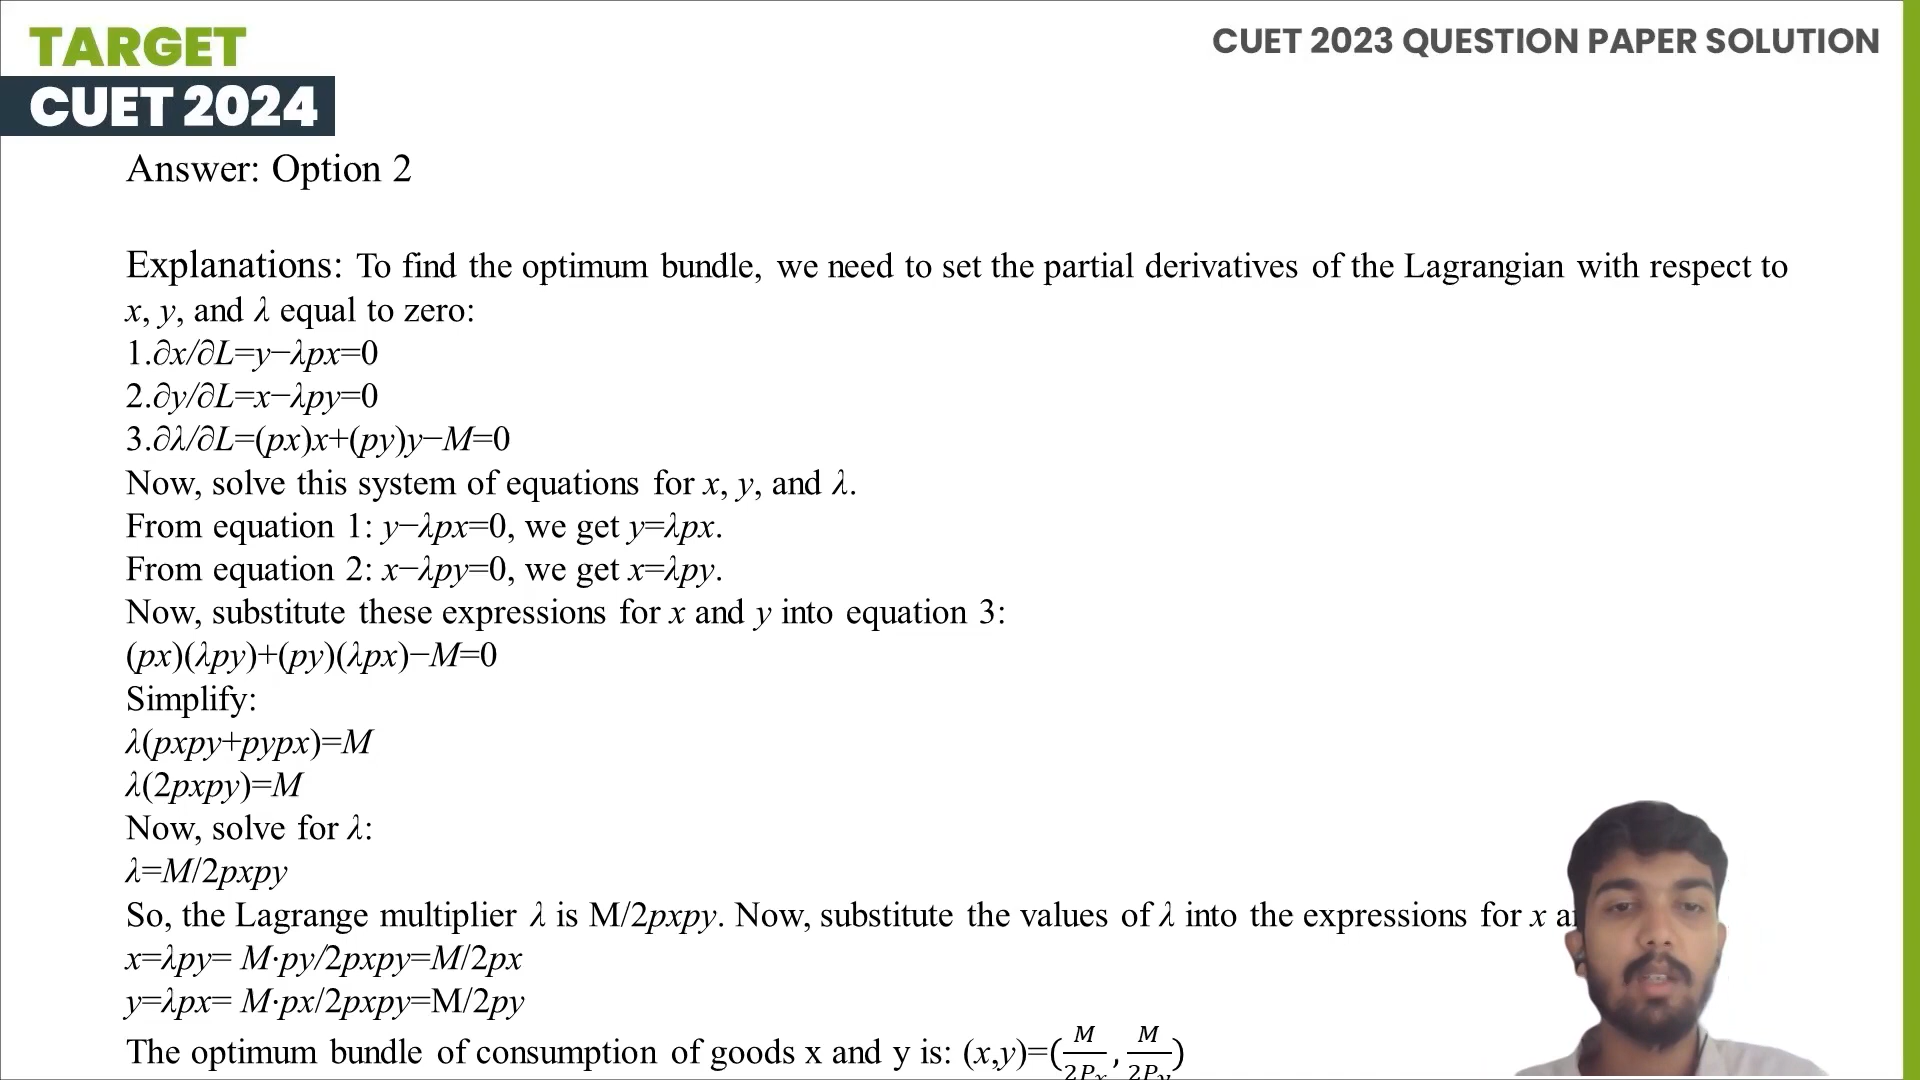 TARGET
CUET 2024
CUET 2023 QUESTION PAPER SOLUTION
Answer: Option 2
Explanations: To find the optimum bundle, we need to set the partial derivatives of the Lagrangian with respect to
x, y, and λ equal to zero:
1.∂x/∂L=y−λpx=0
2.∂y/∂L=x−λpy=0
3.∂λ/∂L=(px)x+(py)y−M=0
Now, solve this system of equations for x, y, and λ.
From equation 1: y−λpx=0, we get y=λpx.
From equation 2: x−λpy=0, we get x=λpy.
Now, substitute these expressions for x and y into equation 3:
(px)(λpy)+(py)(λpx)−M=0
Simplify:
λ(pxpy+pypx)=M
λ(2pxpy)=M
Now, solve for λ:
λ=M/2pxpy
So, the Lagrange multiplier λ is M/2pxpy. Now, substitute the values of λ into the expressions for x
x=λpy= M·py/2pxpy=M/2px
y=λpx= M·px/2pxpy=M/2py
The optimum bundle of consumption of goods x and y is: (x,y)=(M/2Px, M/2Py)